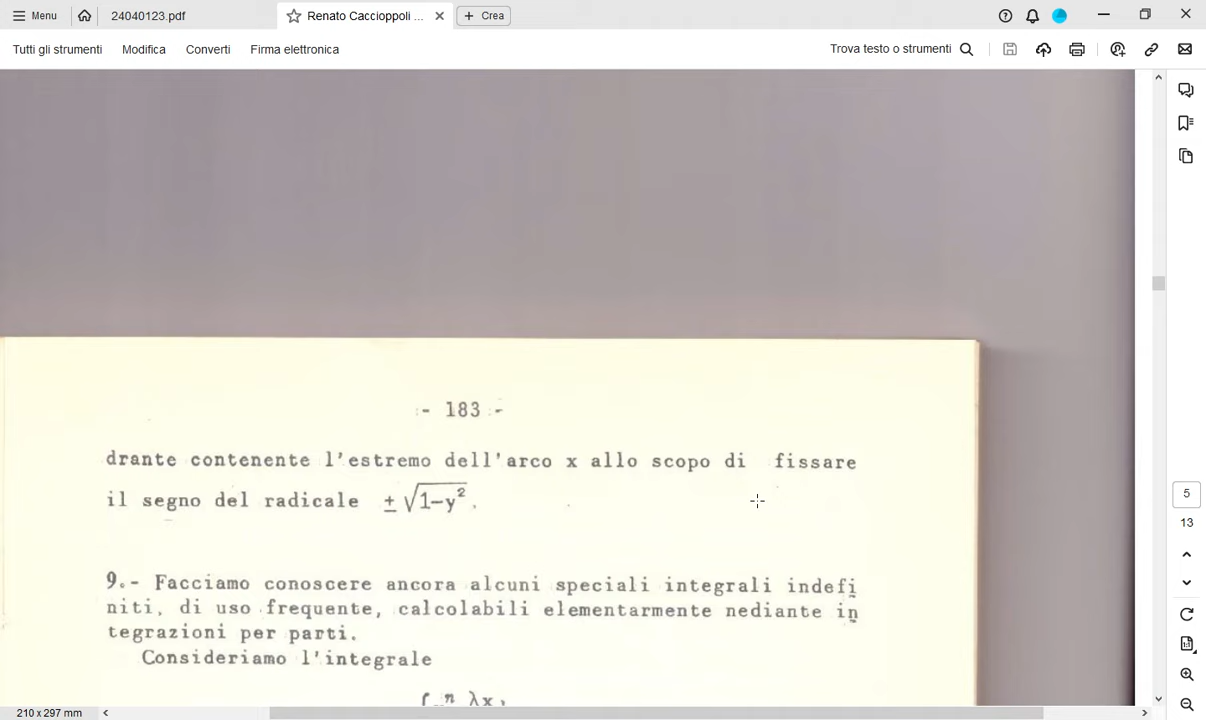 Menu
24040123.pdf
Renato Caccioppoli ...
Crea
Tutti gli strumenti
Modifica
Converti
Firma elettronica
Trova testo o strumenti
- 183 -
drante contenente l'estremo dell'arco x allo scopo di fissare
il segno del radicale ± √1-y².
9.- Facciamo conoscere ancora alcuni speciali integrali indefi
niti, di uso frequente, calcolabili elementarmente nediante in
tegrazioni per parti.
Consideriamo l'integrale
5
13
210 x 297 mm